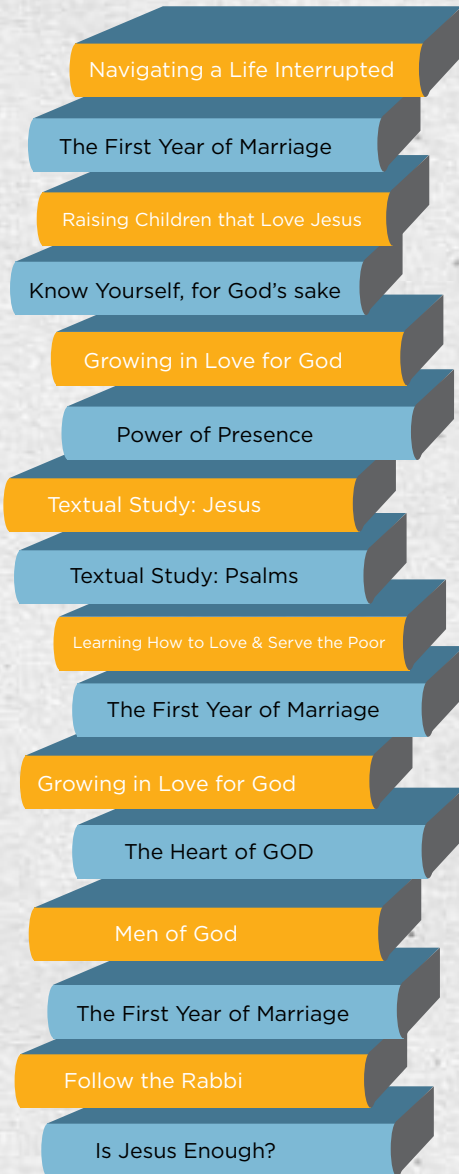 Navigating a Life Interrupted
The First Year of Marriage
Raising Children that Love Jesus
Know Yourself, for God's sake
Growing in Love for God
Power of Presence
Textual Study: Jesus
Textual Study: Psalms
Learning How to Love & Serve the Poor
The First Year of Marriage
Growing in Love for God
The Heart of GOD
Men of God
The First Year of Marriage
Follow the Rabbi
Is Jesus Enough?